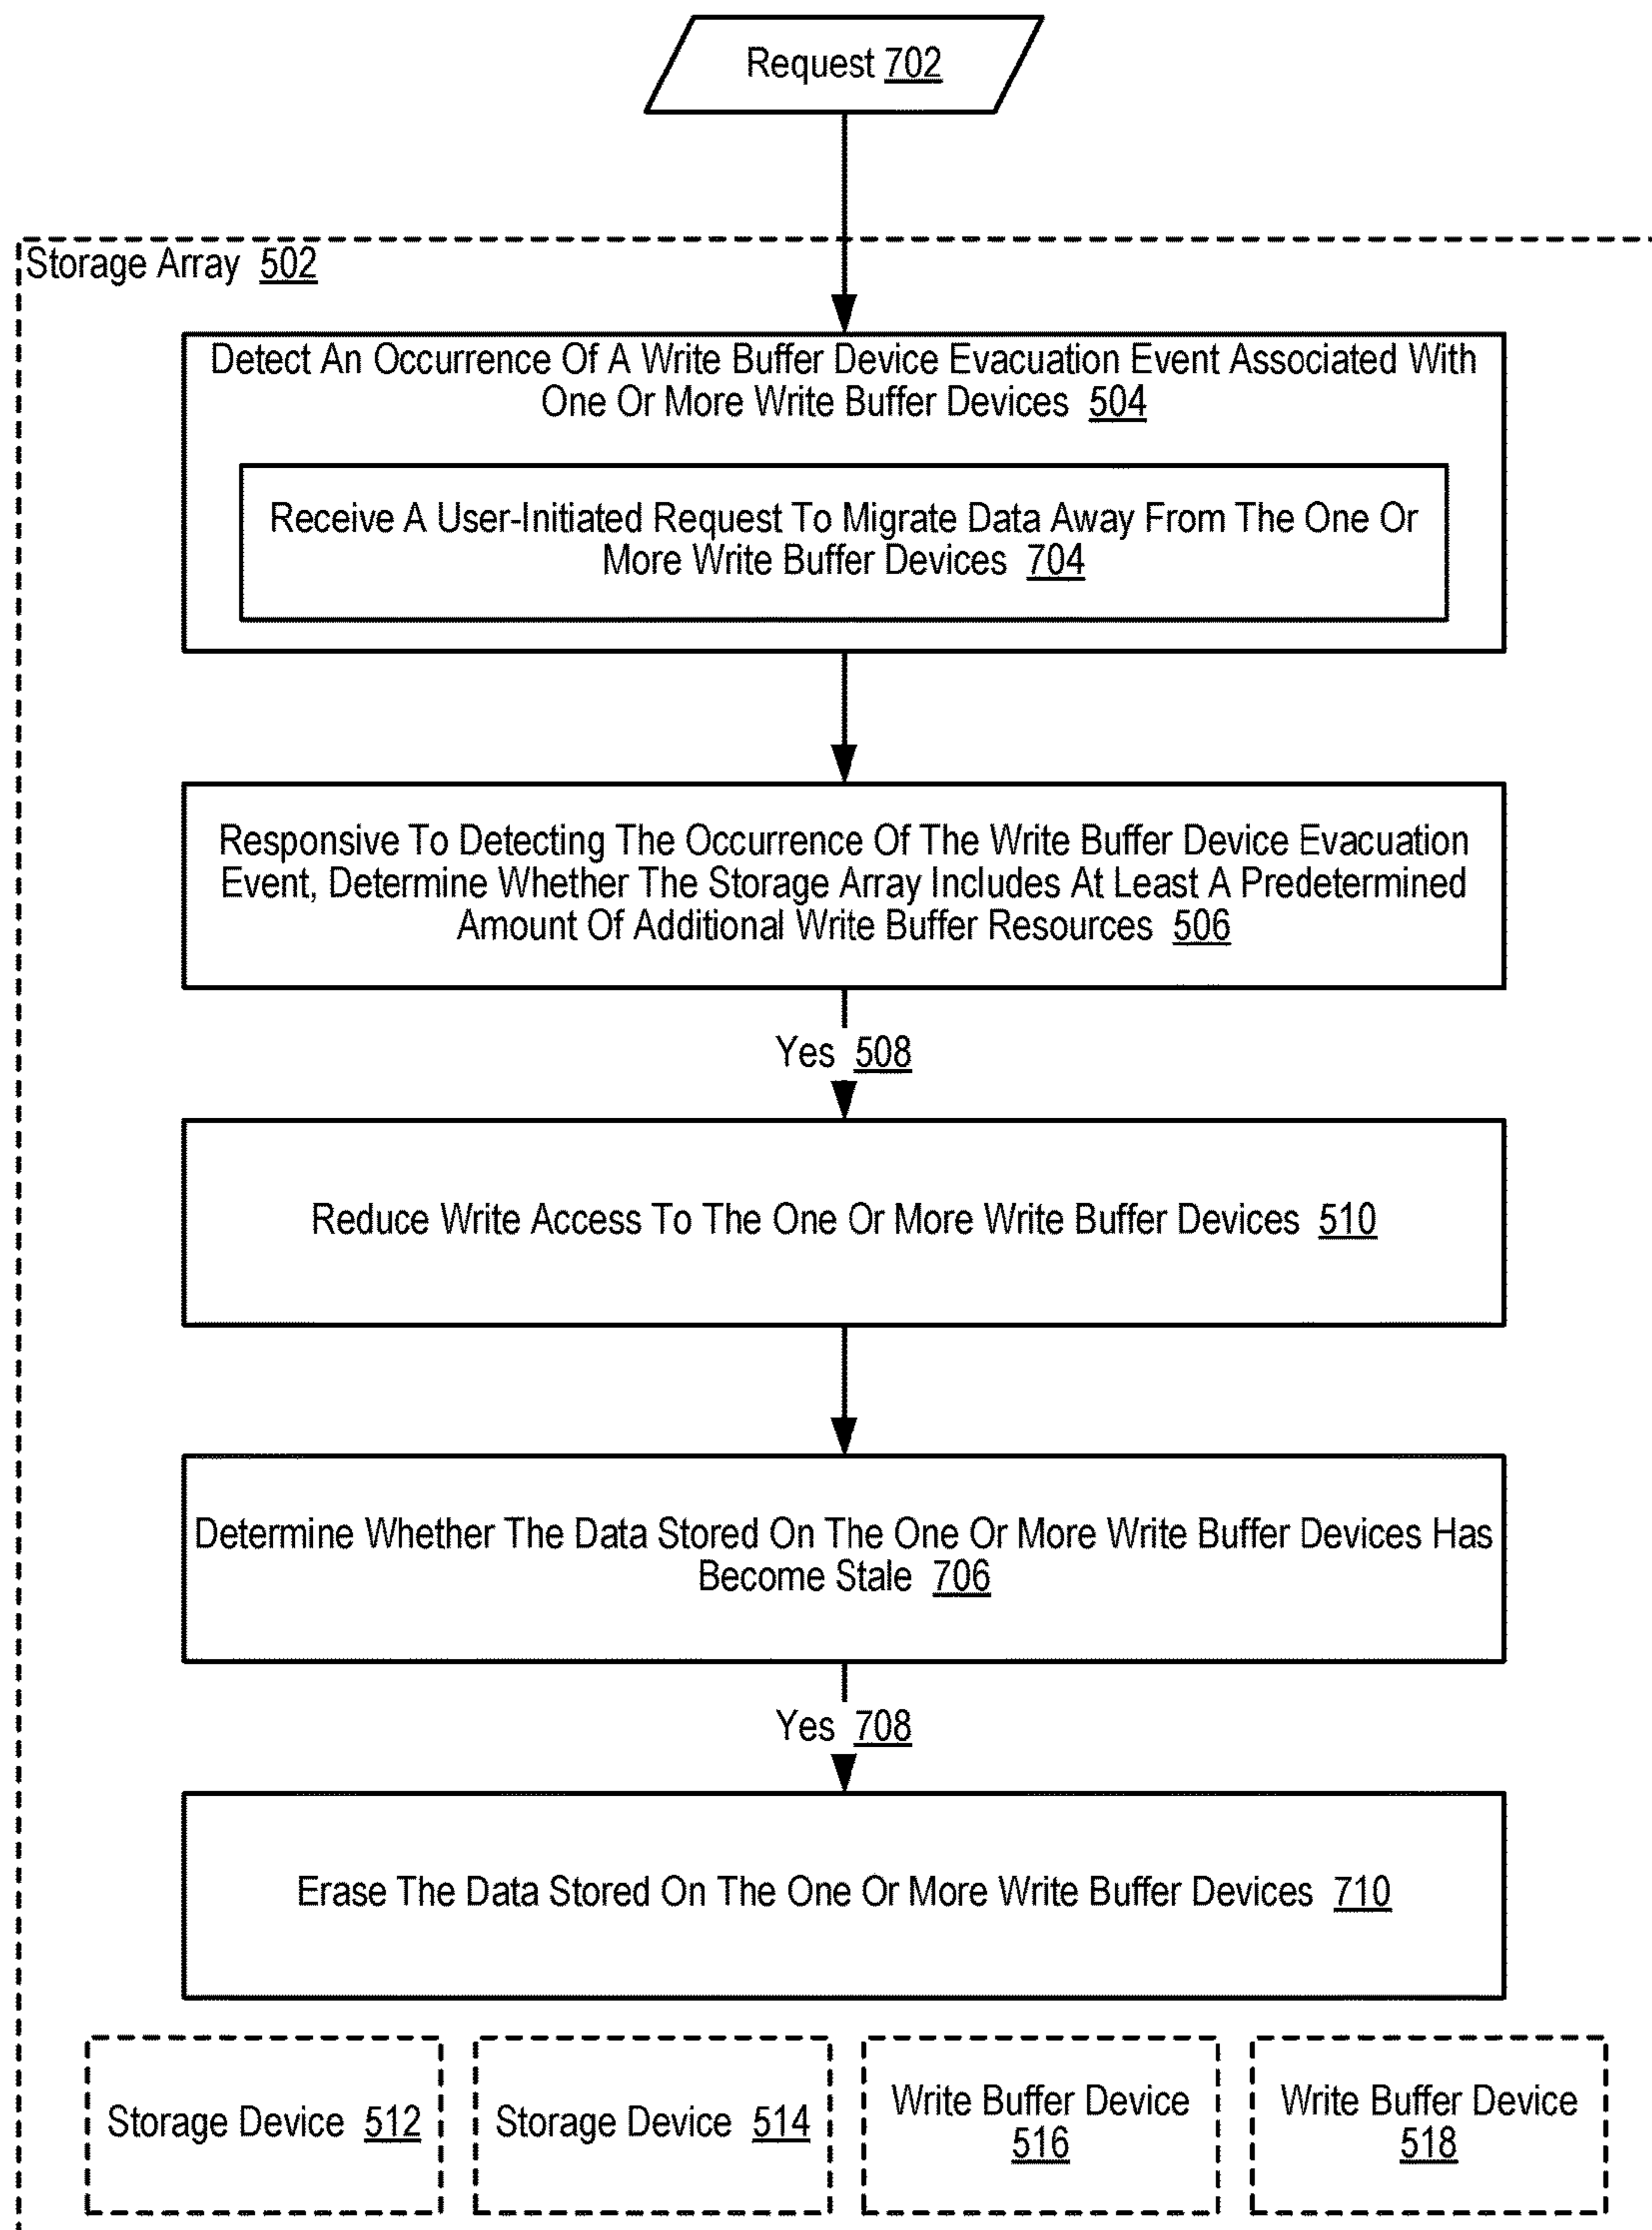 Request 702
Storage Array 502
Detect An Occurrence Of A Write Buffer Device Evacuation Event Associated With
One Or More Write Buffer Devices 504
Receive A User-Initiated Request To Migrate Data Away From The One Or
More Write Buffer Devices 704
Responsive To Detecting The Occurrence Of The Write Buffer Device Evacuation
Event, Determine Whether The Storage Array Includes At Least A Predetermined
Amount Of Additional Write Buffer Resources 506
Yes 508
Reduce Write Access To The One Or More Write Buffer Devices 510
Determine Whether The Data Stored On The One Or More Write Buffer Devices Has
Become Stale 706
Yes 708
Erase The Data Stored On The One Or More Write Buffer Devices 710
Storage Device 512
Storage Device 514
Write Buffer Device
516
Write Buffer Device
518